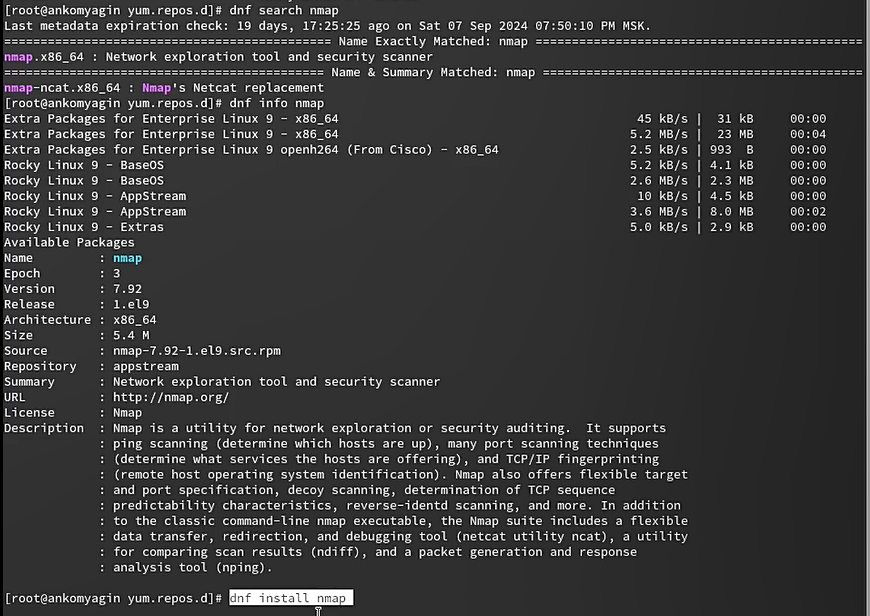 [root@ankomyagin yum.repos.d]# dnf search nmap
Last metadata expiration check: 19 days, 17:25:25 ago on Sat 07 Sep 2024 07:50:10 PM MSK.
============================================ Name Exactly Matched: nmap ============================================
nmap.x86_64 : Network exploration tool and security scanner
=========================================== Name & Summary Matched: nmap ===========================================
nmap-ncat.x86_64 : Nmap's Netcat replacement
[root@ankomyagin yum.repos.d]# dnf info nmap
Extra Packages for Enterprise Linux 9 - x86_64 45 kB/s | 31 kB 00:00
Extra Packages for Enterprise Linux 9 - x86_64 5.2 MB/s | 23 MB 00:04
Extra Packages for Enterprise Linux 9 openh264 (From Cisco) - x86_64 2.5 kB/s | 993 B 00:00
Rocky Linux 9 - BaseOS 5.2 kB/s | 4.1 kB 00:00
Rocky Linux 9 - BaseOS 2.6 MB/s | 2.3 MB 00:00
Rocky Linux 9 - AppStream 10 kB/s | 4.5 kB 00:00
Rocky Linux 9 - AppStream 3.6 MB/s | 8.0 MB 00:02
Rocky Linux 9 - Extras 5.0 kB/s | 2.9 kB 00:00
Available Packages
Name : nmap
Epoch : 3
Version : 7.92
Release : 1.el9
Architecture : x86_64
Size : 5.4 M
Source : nmap-7.92-1.el9.src.rpm
Repository : appstream
Summary : Network exploration tool and security scanner
URL : http://nmap.org/
License : Nmap
Description : Nmap is a utility for network exploration or security auditing.  It supports
: ping scanning (determine which hosts are up), many port scanning techniques
: (determine what services the hosts are offering), and TCP/IP fingerprinting
: (remote host operating system identification). Nmap also offers flexible target
: and port specification, decoy scanning, determination of TCP sequence
: predictability characteristics, reverse-identd scanning, and more. In addition
: to the classic command-line nmap executable, the Nmap suite includes a flexible
: data transfer, redirection, and debugging tool (netcat utility ncat), a utility
: for comparing scan results (ndiff), and a packet generation and response
: analysis tool (nping).
[root@ankomyagin yum.repos.d]# dnf install nmap